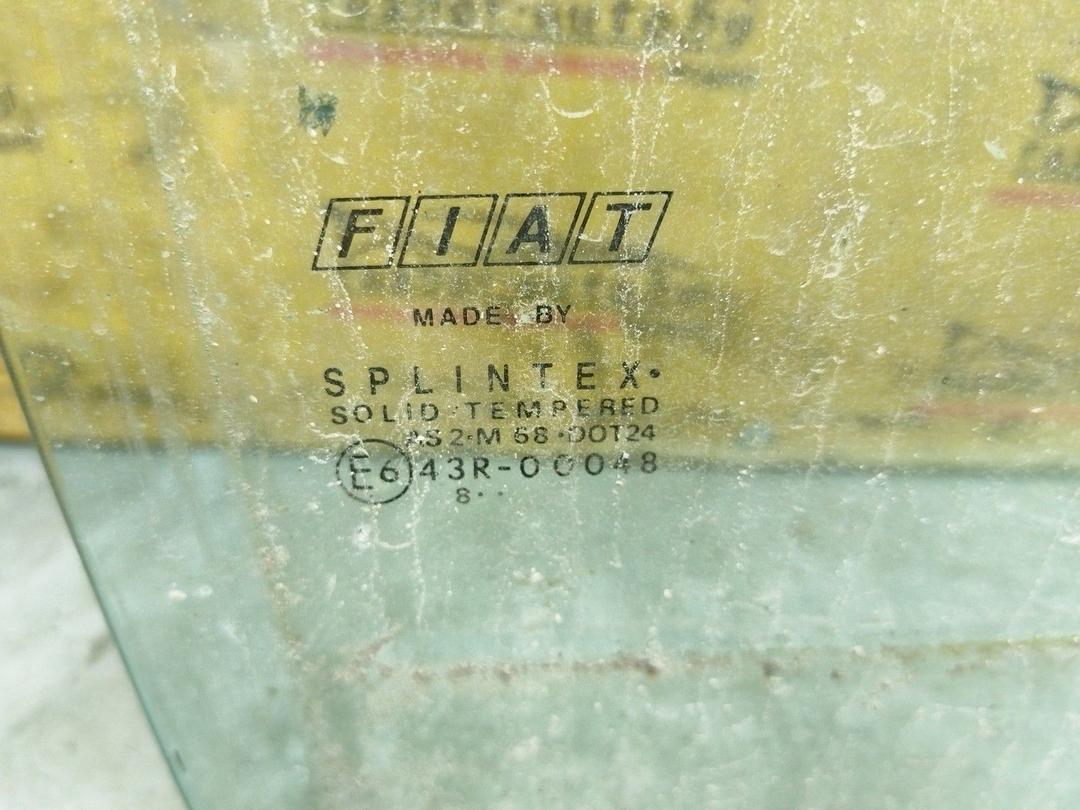 FIAT
MADE BY
SPLINTEX•
SOLID TEMPERED
AS2•M 68•DOT24
E6 43R-00048
8••